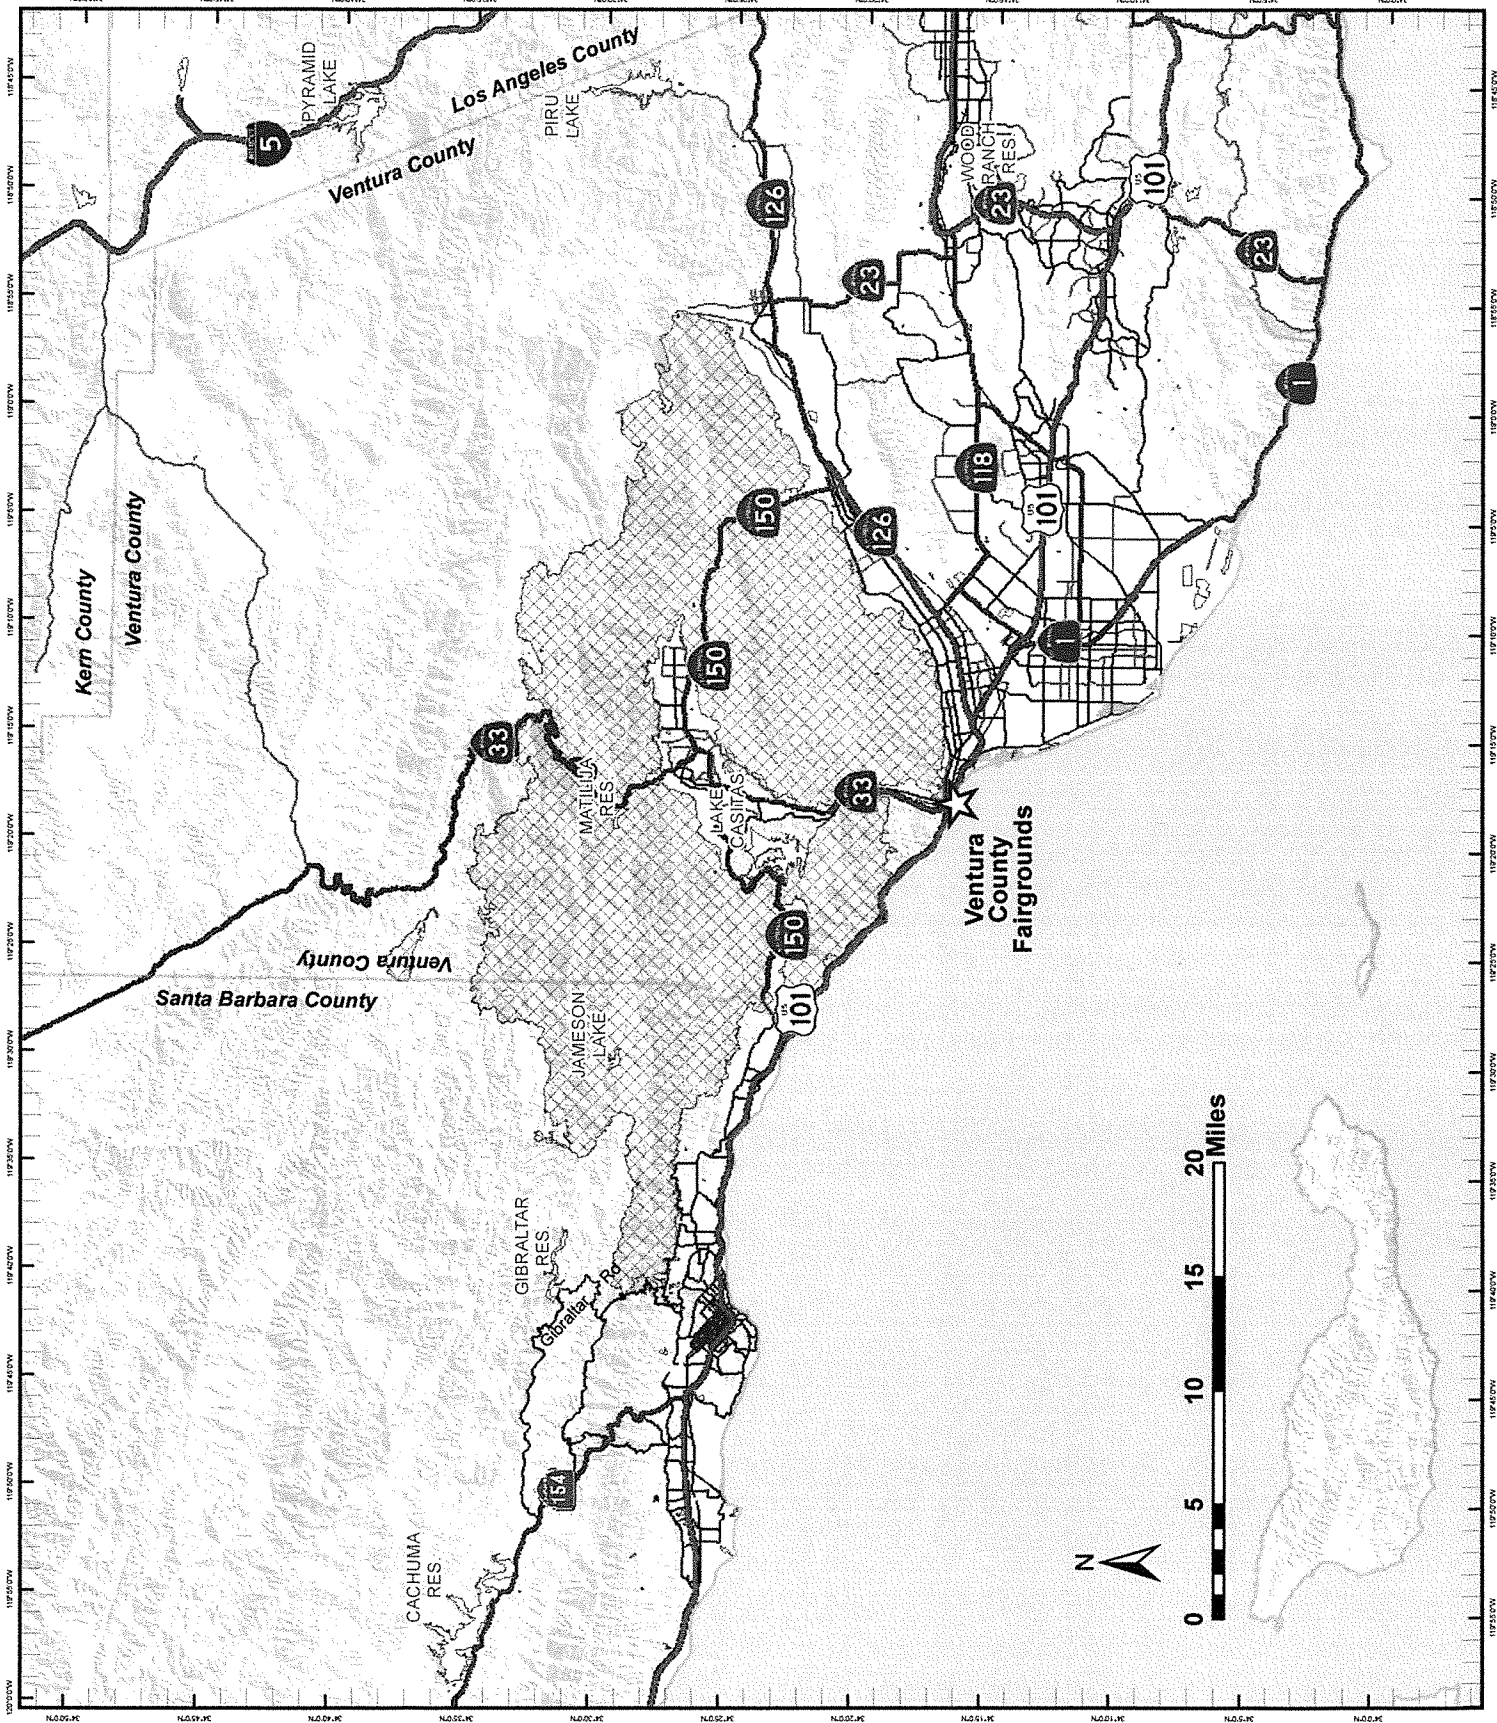 Kern County
Ventura County
5
PYRAMID
LAKE
Los Angeles County
Ventura County
PIRU
LAKE
Santa Barbara County
Ventura County
33
CACHUMA
RES
GIBRALTAR
RES.
Gibraltar Rd
154
JAMESON
LAKE
MATILIJA
RES
LAKE
CASITAS
150
150
150
126
126
33
101
23
WOOD
RANCH
RES
23
118
101
101
1
23
1
Ventura
County
Fairgrounds
N
0 5 10 15 20
Miles